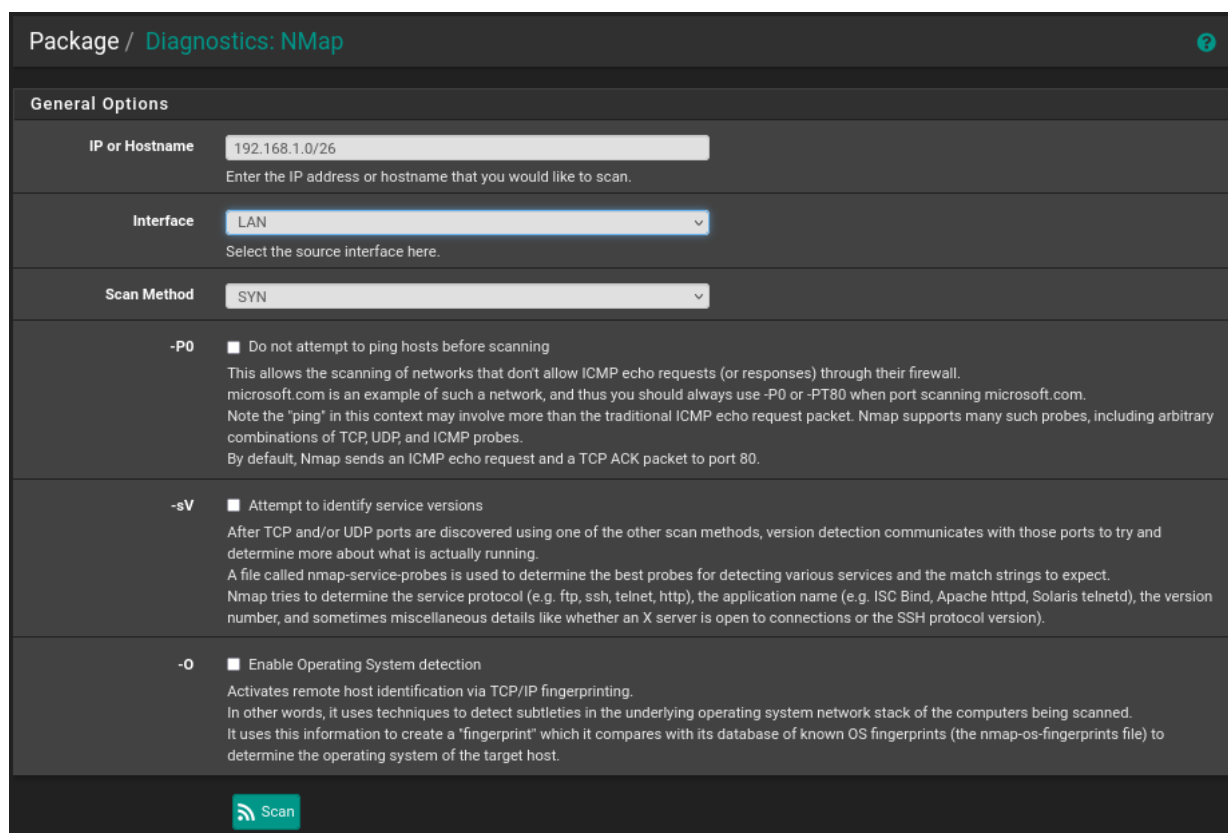 Package / Diagnostics: NMap
?
General Options
IP or Hostname
192.168.1.0/26
Enter the IP address or hostname that you would like to scan.
Interface
LAN
Select the source interface here.
Scan Method
SYN
-P0
Do not attempt to ping hosts before scanning
This allows the scanning of networks that don't allow ICMP echo requests (or responses) through their firewall.
microsoft.com is an example of such a network, and thus you should always use -P0 or -PT80 when port scanning microsoft.com.
Note the "ping" in this context may involve more than the traditional ICMP echo request packet. Nmap supports many such probes, including arbitrary
combinations of TCP, UDP, and ICMP probes.
By default, Nmap sends an ICMP echo request and a TCP ACK packet to port 80.
-sV
Attempt to identify service versions
After TCP and/or UDP ports are discovered using one of the other scan methods, version detection communicates with those ports to try and
determine more about what is actually running.
A file called nmap-service-probes is used to determine the best probes for detecting various services and the match strings to expect.
Nmap tries to determine the service protocol (e.g. ftp, ssh, telnet, http), the application name (e.g. ISC Bind, Apache httpd, Solaris telnetd), the version
number, and sometimes miscellaneous details like whether an X server is open to connections or the SSH protocol version).
-O
Enable Operating System detection
Activates remote host identification via TCP/IP fingerprinting.
In other words, it uses techniques to detect subtleties in the underlying operating system network stack of the computers being scanned.
It uses this information to create a "fingerprint" which it compares with its database of known OS fingerprints (the nmap-os-fingerprints file) to
determine the operating system of the target host.
Scan